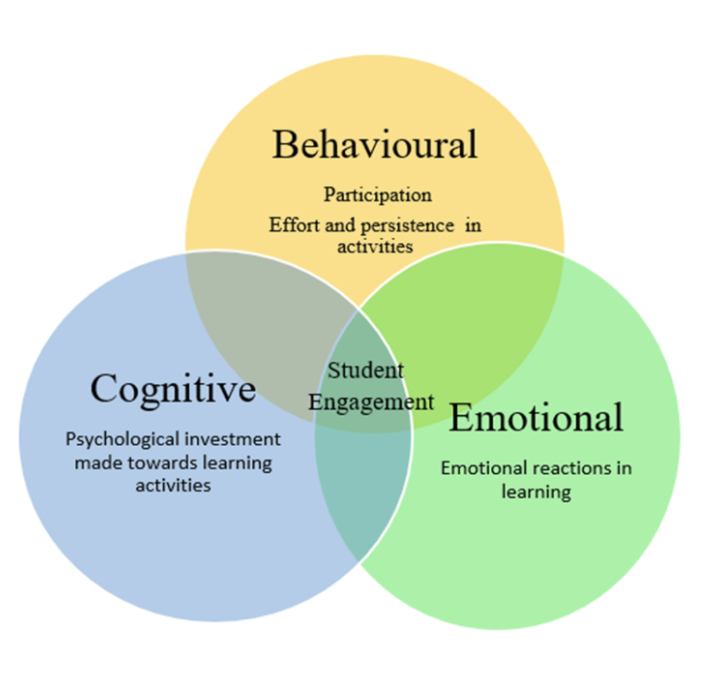 Behavioural
Participation
Effort and persistence in
activities
Student
Engagement
Cognitive
Psychological investment
made towards learning
activities
Emotional
Emotional reactions in
learning